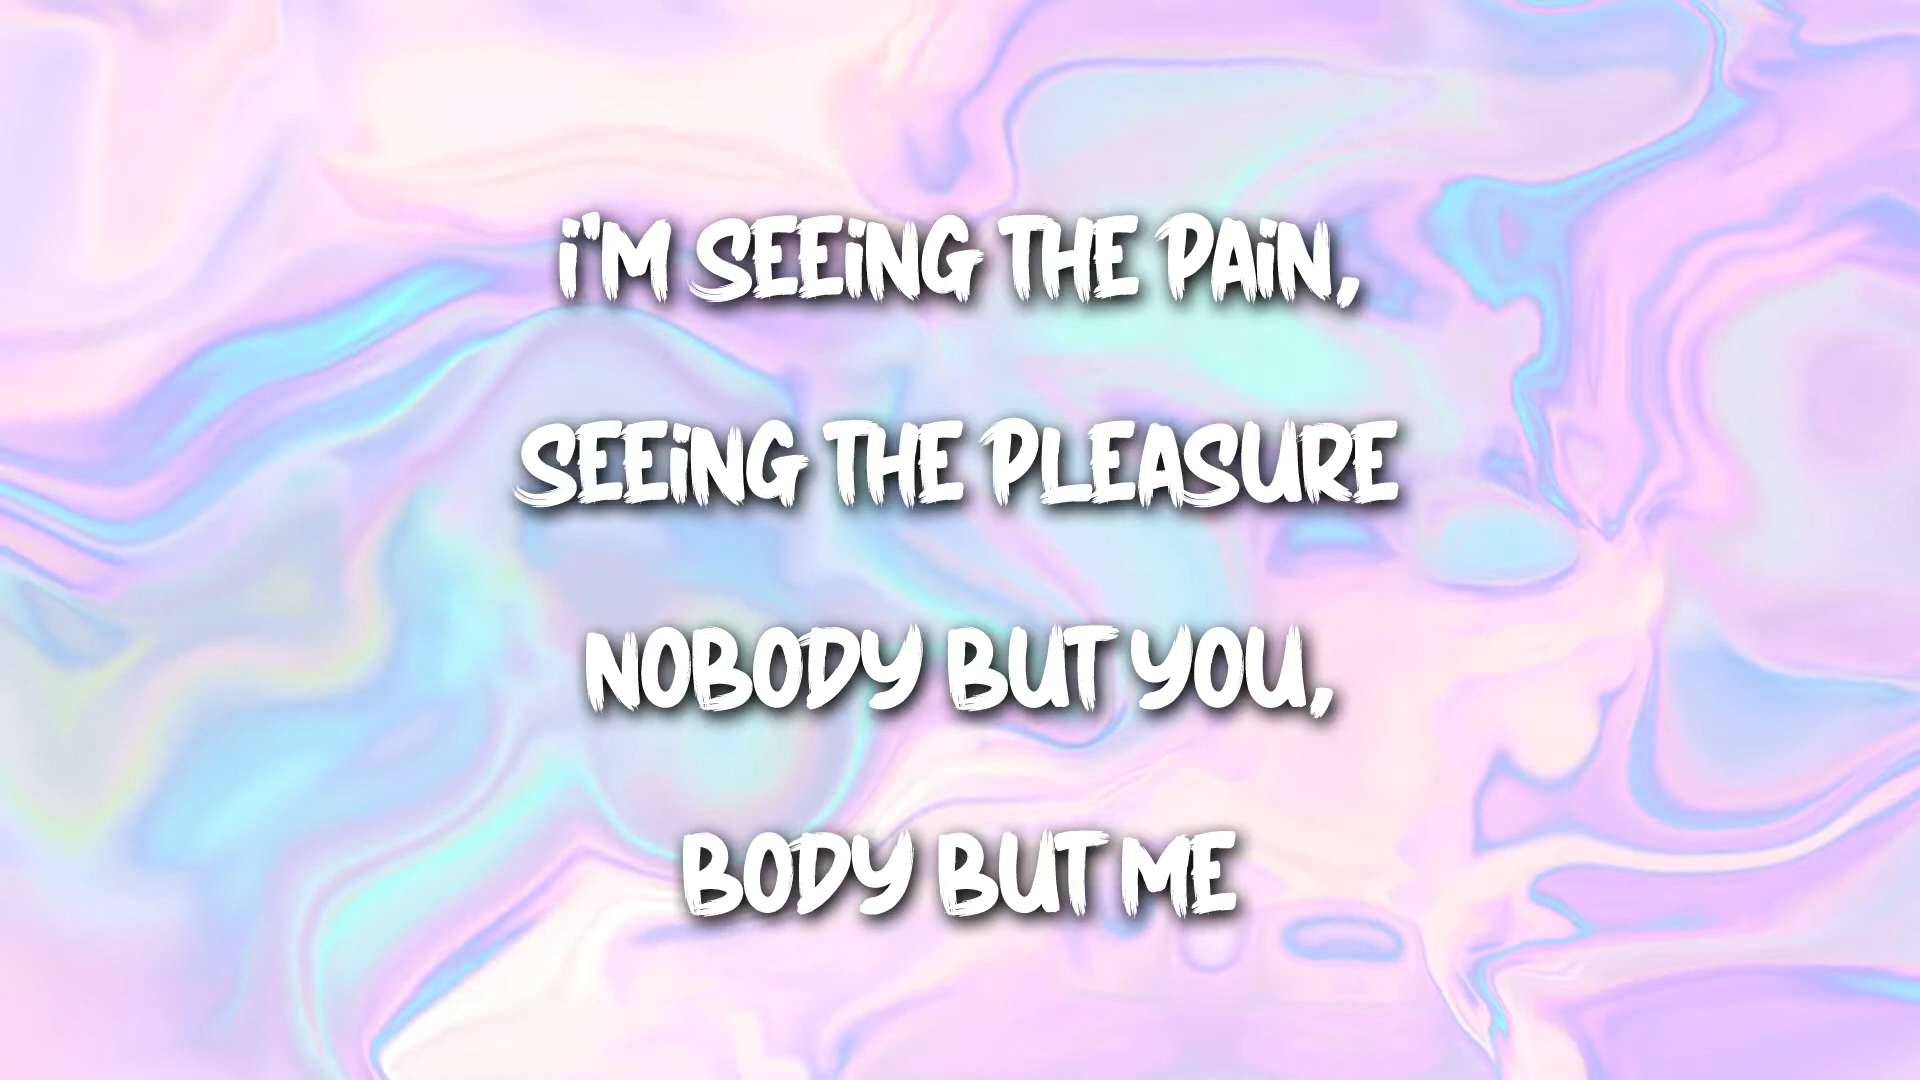 i'M SEEiNG THE PAiN,
SEEiNG THE PLEASURE
NOBODY BUT YOU,
BODY BUT ME